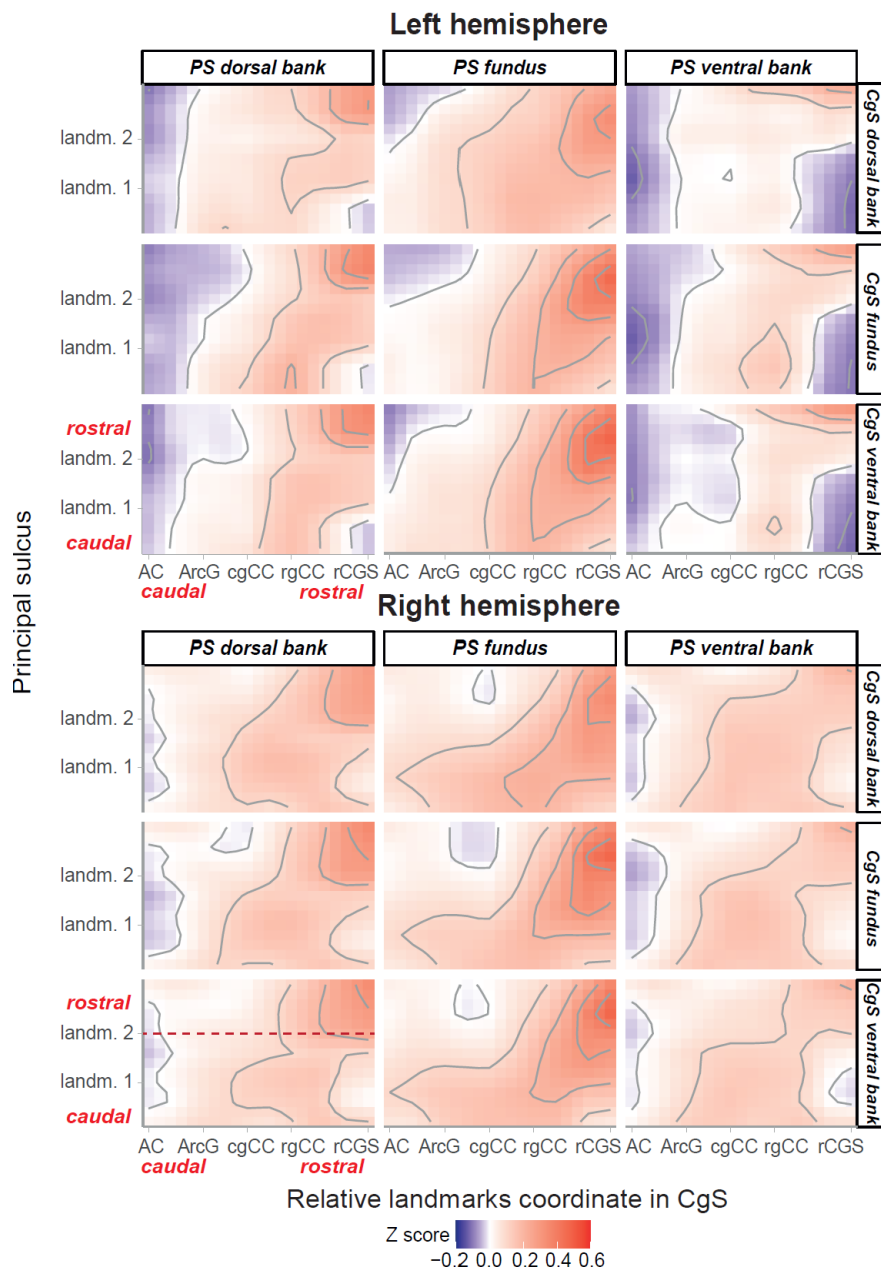 Left hemisphere
PS dorsal bank PS fundus PS ventral bank
landm. 2
landm. 1
CgS dorsal bank
landm. 2
landm. 1
CgS fundus
rostral
landm. 2
landm. 1
caudal
CgS ventral bank
AC ArcG cgCC rgCC rCGS AC ArcG cgCC rgCC rCGS AC ArcG cgCC rgCC rCGS
caudal rostral
Principal sulcus
Right hemisphere
PS dorsal bank PS fundus PS ventral bank
landm. 2
landm. 1
CgS dorsal bank
landm. 2
landm. 1
CgS fundus
rostral
landm. 2
landm. 1
caudal
CgS ventral bank
AC ArcG cgCC rgCC rCGS AC ArcG cgCC rgCC rCGS AC ArcG cgCC rgCC rCGS
caudal rostral
Relative landmarks coordinate in CgS
Z score
−0.2 0.0 0.2 0.4 0.6